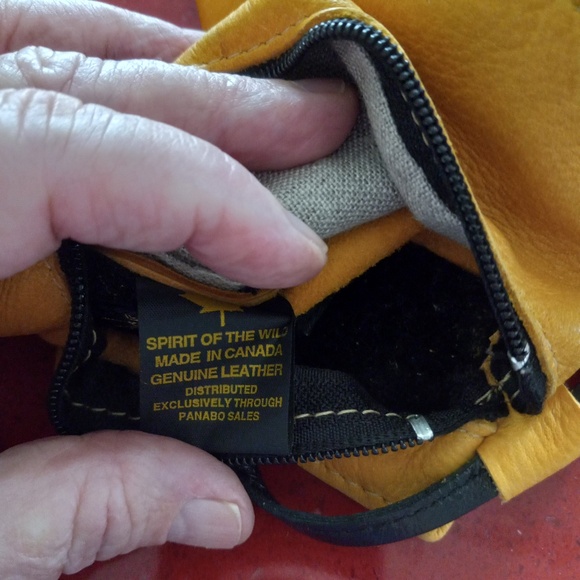 SPIRIT OF THE WILD
MADE IN CANADA
GENUINE LEATHER
DISTRIBUTED
EXCLUSIVELY THROUGH
PANABO SALES